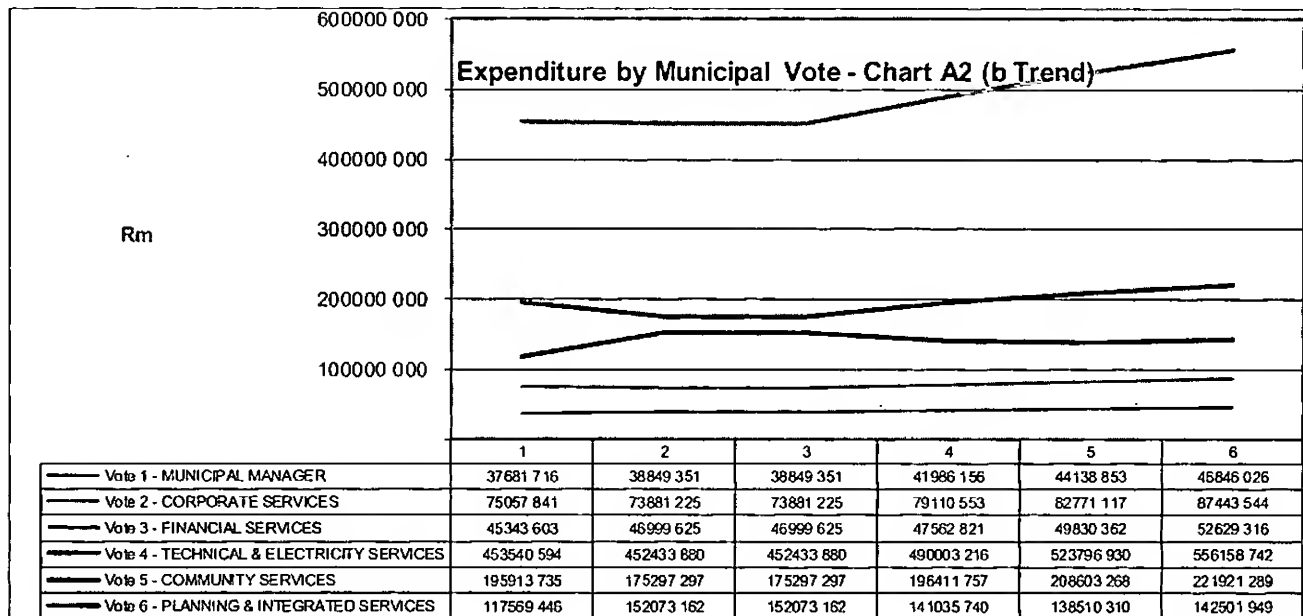 600000 000
Expenditure by Municipal Vote - Chart A2 (b Trend)
500000 000
400000 000
Rm
300000 000
200000 000
100000 000
1 2 3 4 5 6
Vote 1 - MUNICIPAL MANAGER 37681 716 38849 351 38849 351 41986 156 44138 853 46846 026
Vote 2 - CORPORATE SERVICES 75057 841 73881 225 73881 225 79110 553 82771 117 87443 544
Vote 3 - FINANCIAL SERVICES 45343 603 46999 625 46999 625 47562 821 49830 362 52629 316
Vote 4 - TECHNICAL & ELECTRICITY SERVICES 453540 594 452433 880 452433 880 490003 216 523796 930 556158 742
Vote 5 - COMMUNITY SERVICES 195913 735 175297 297 175297 297 196411 757 208603 268 221921 289
Vote 6 - PLANNING & INTEGRATED SERVICES 117569 446 152073 162 152073 162 141035 740 138510 310 142501 949